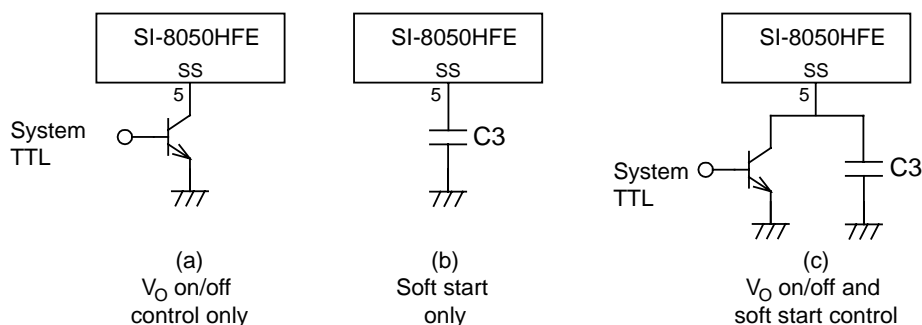 SI-8050HFE
SS
5
System
TTL
(a)
VO on/off
control only
SI-8050HFE
SS
5
C3
(b)
Soft start
only
SI-8050HFE
SS
5
System
TTL
C3
(c)
VO on/off and
soft start control